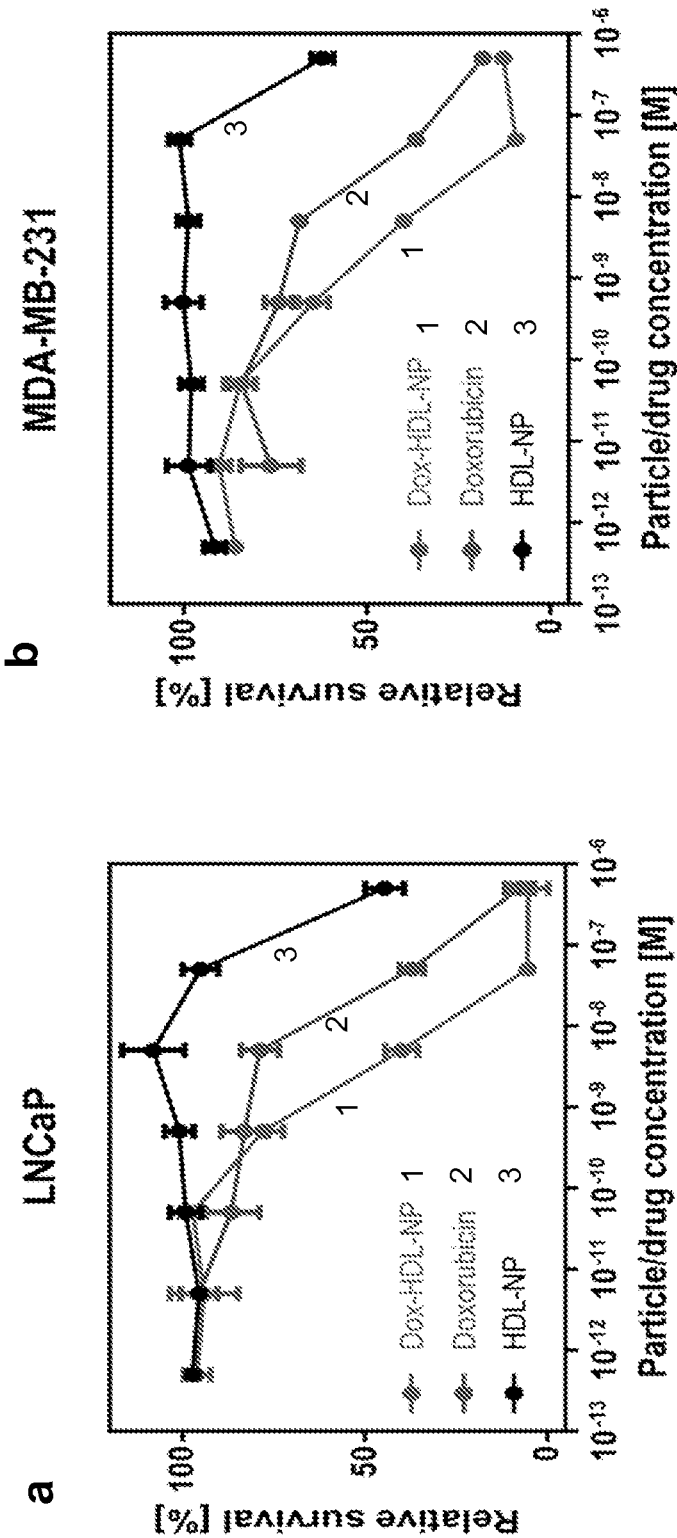 a
LNCaP
Relative survival [%]
100
50
0
1
2
3
Dox-HDL-NP 1
Doxorubicin 2
HDL-NP 3
10⁻¹³ 10⁻¹² 10⁻¹¹ 10⁻¹⁰ 10⁻⁹ 10⁻⁸ 10⁻⁷ 10⁻⁶
Particle/drug concentration [M]
b
MDA-MB-231
Relative survival [%]
100
50
0
3
2
1
Dox-HDL-NP 1
Doxorubicin 2
HDL-NP 3
10⁻¹³ 10⁻¹² 10⁻¹¹ 10⁻¹⁰ 10⁻⁹ 10⁻⁸ 10⁻⁷ 10⁻⁶
Particle/drug concentration [M]